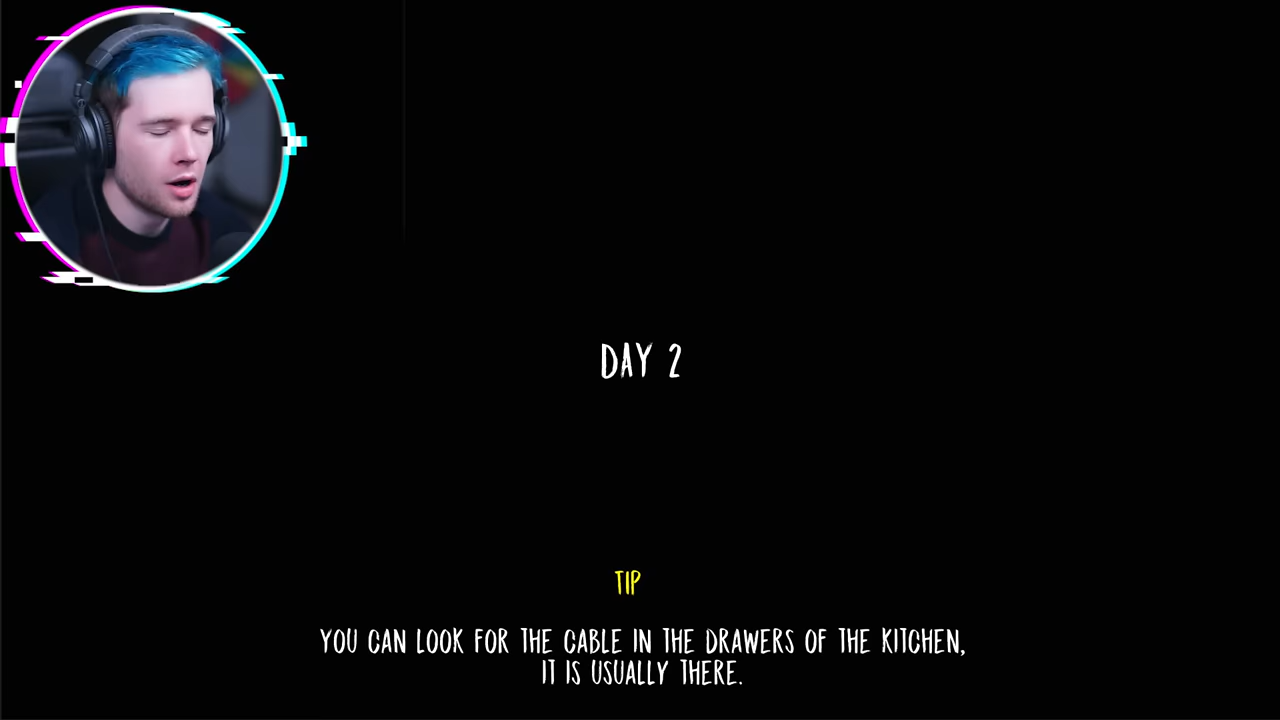 DAY 2
TIP
YOU CAN LOOK FOR THE CABLE IN THE DRAWERS OF THE KITCHEN,
IT IS USUALLY THERE.